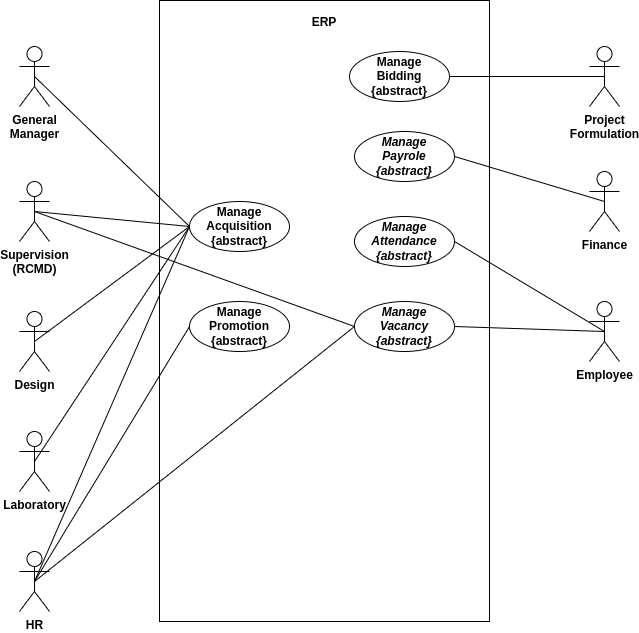 ERP
General
Manager
Supervision
(RCMD)
Design
Laboratory
HR
Manage
Acquisition
{abstract}
Manage
Promotion
{abstract}
Manage
Bidding
{abstract}
Manage
Payrole
{abstract}
Manage
Attendance
{abstract}
Manage
Vacancy
{abstract}
Project
Formulation
Finance
Employee